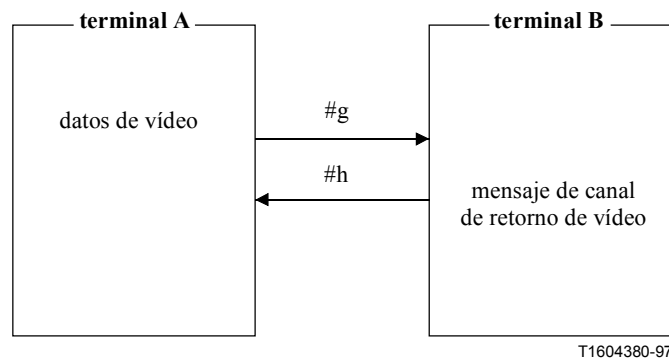 terminal A
terminal B
datos de vídeo
#g
#h
mensaje de canal
de retorno de vídeo
T1604380-97